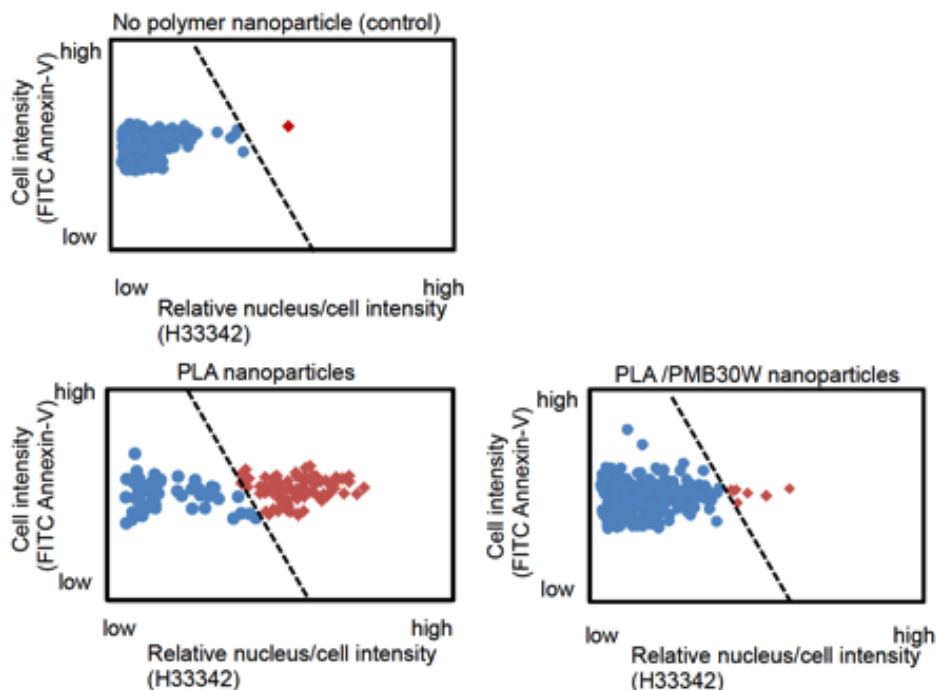 No polymer nanoparticle (control)
high
Cell intensity
(FITC Annexin-V)
low
low
high
Relative nucleus/cell intensity
(H33342)
PLA nanoparticles
high
Cell intensity
(FITC Annexin-V)
low
low
high
Relative nucleus/cell intensity
(H33342)
PLA /PMB30W nanoparticles
high
Cell intensity
(FITC Annexin-V)
low
low
high
Relative nucleus/cell intensity
(H33342)